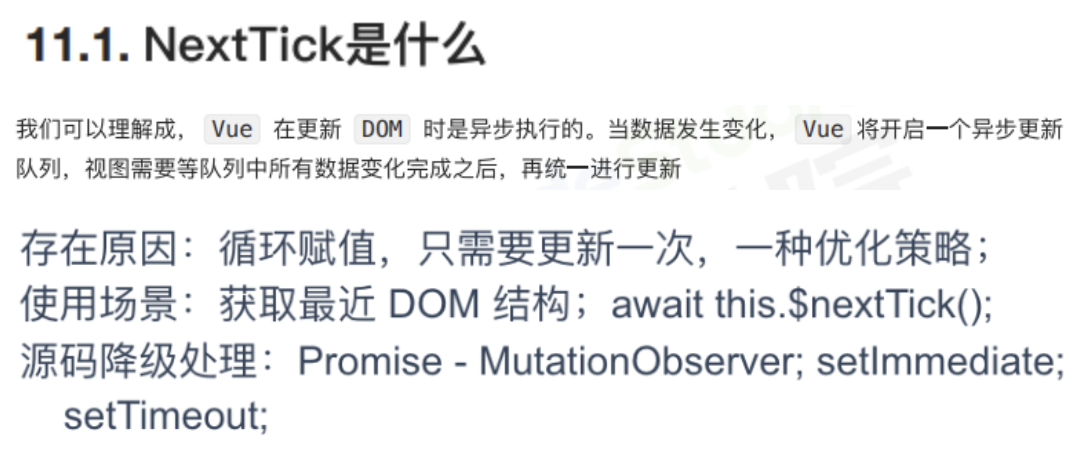 11.1. NextTick是什么
我们可以理解成， Vue 在更新 DOM 时是异步执行的。当数据发生变化， Vue 将开启一个异步更新
队列，视图需要等队列中所有数据变化完成之后，再统一进行更新
存在原因：循环赋值，只需要更新一次，一种优化策略；
使用场景：获取最近 DOM 结构；await this.$nextTick();
源码降级处理：Promise - MutationObserver; setImmediate;
setTimeout;